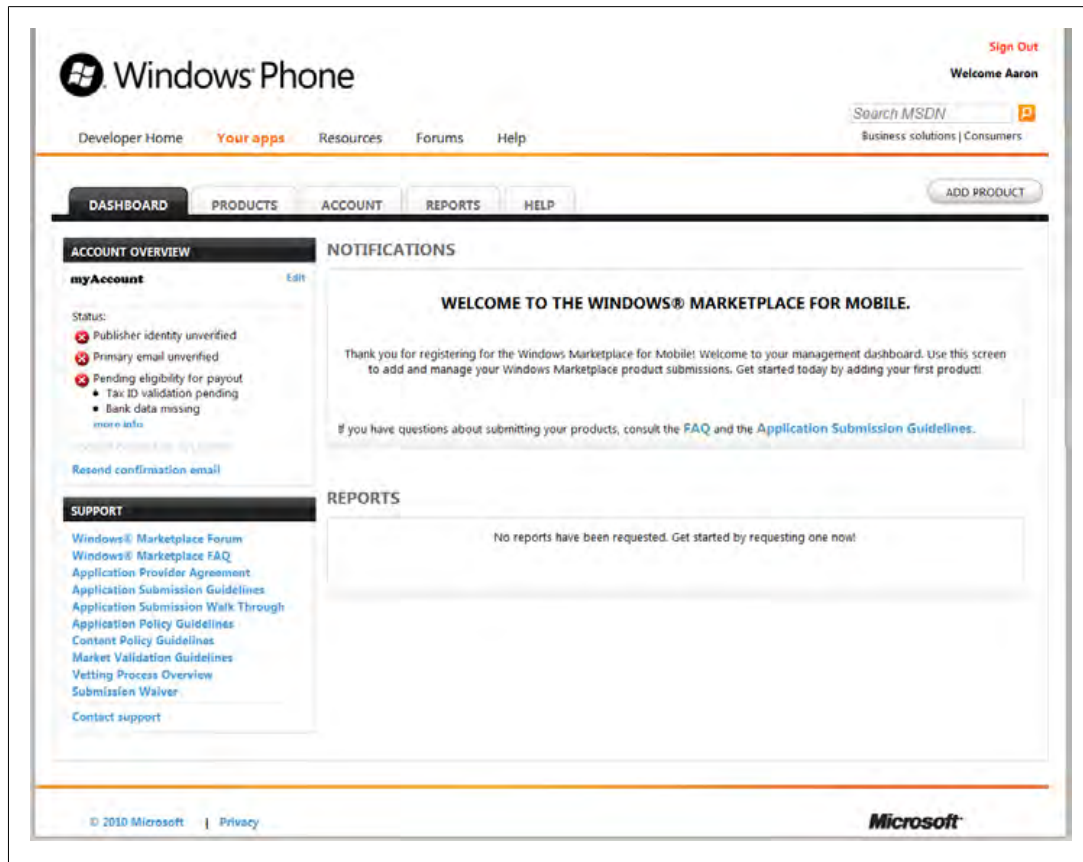 Sign Out
Windows® Phone
Welcome Aaron
Search MSDN
Developer Home Your apps Resources Forums Help
Business solutions | Consumers
DASHBOARD PRODUCTS ACCOUNT REPORTS HELP
ADD PRODUCT
ACCOUNT OVERVIEW
myAccount Edit
Status:
Publisher identity unverified
Primary email unverified
Pending eligibility for payout
• Tax ID validation pending
• Bank data missing
more info
Resend confirmation email
SUPPORT
Windows® Marketplace Forum
Windows® Marketplace FAQ
Application Provider Agreement
Application Submission Guidelines
Application Submission Walk Through
Application Policy Guidelines
Content Policy Guidelines
Market Validation Guidelines
Vetting Process Overview
Submission Waiver
Contact support
NOTIFICATIONS
WELCOME TO THE WINDOWS® MARKETPLACE FOR MOBILE.
Thank you for registering for the Windows Marketplace for Mobile! Welcome to your management dashboard. Use this screen
to add and manage your Windows Marketplace product submissions. Get started today by adding your first product!
If you have questions about submitting your products, consult the FAQ and the Application Submission Guidelines.
REPORTS
No reports have been requested. Get started by requesting one now!
© 2010 Microsoft | Privacy
Microsoft·